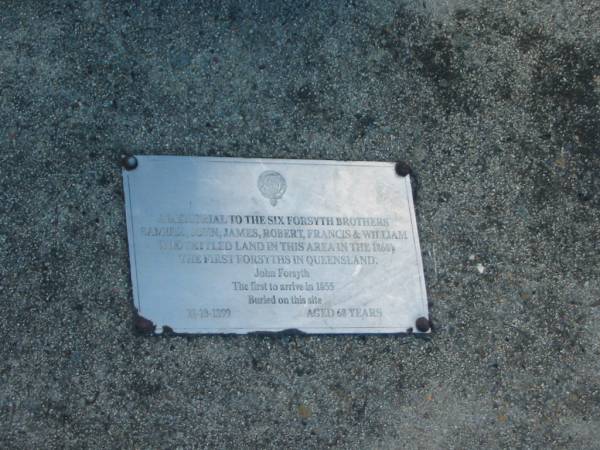 A MEMORIAL TO THE SIX FORSYTH BROTHERS
SAMUEL, JOHN, JAMES, ROBERT, FRANCIS & WILLIAM
WHO SETTLED LAND IN THIS AREA IN THE 1860s
THE FIRST FORSYTHS IN QUEENSLAND.
John Forsyth
The first to arrive in 1855
Buried on this site
AGED 68 YEARS